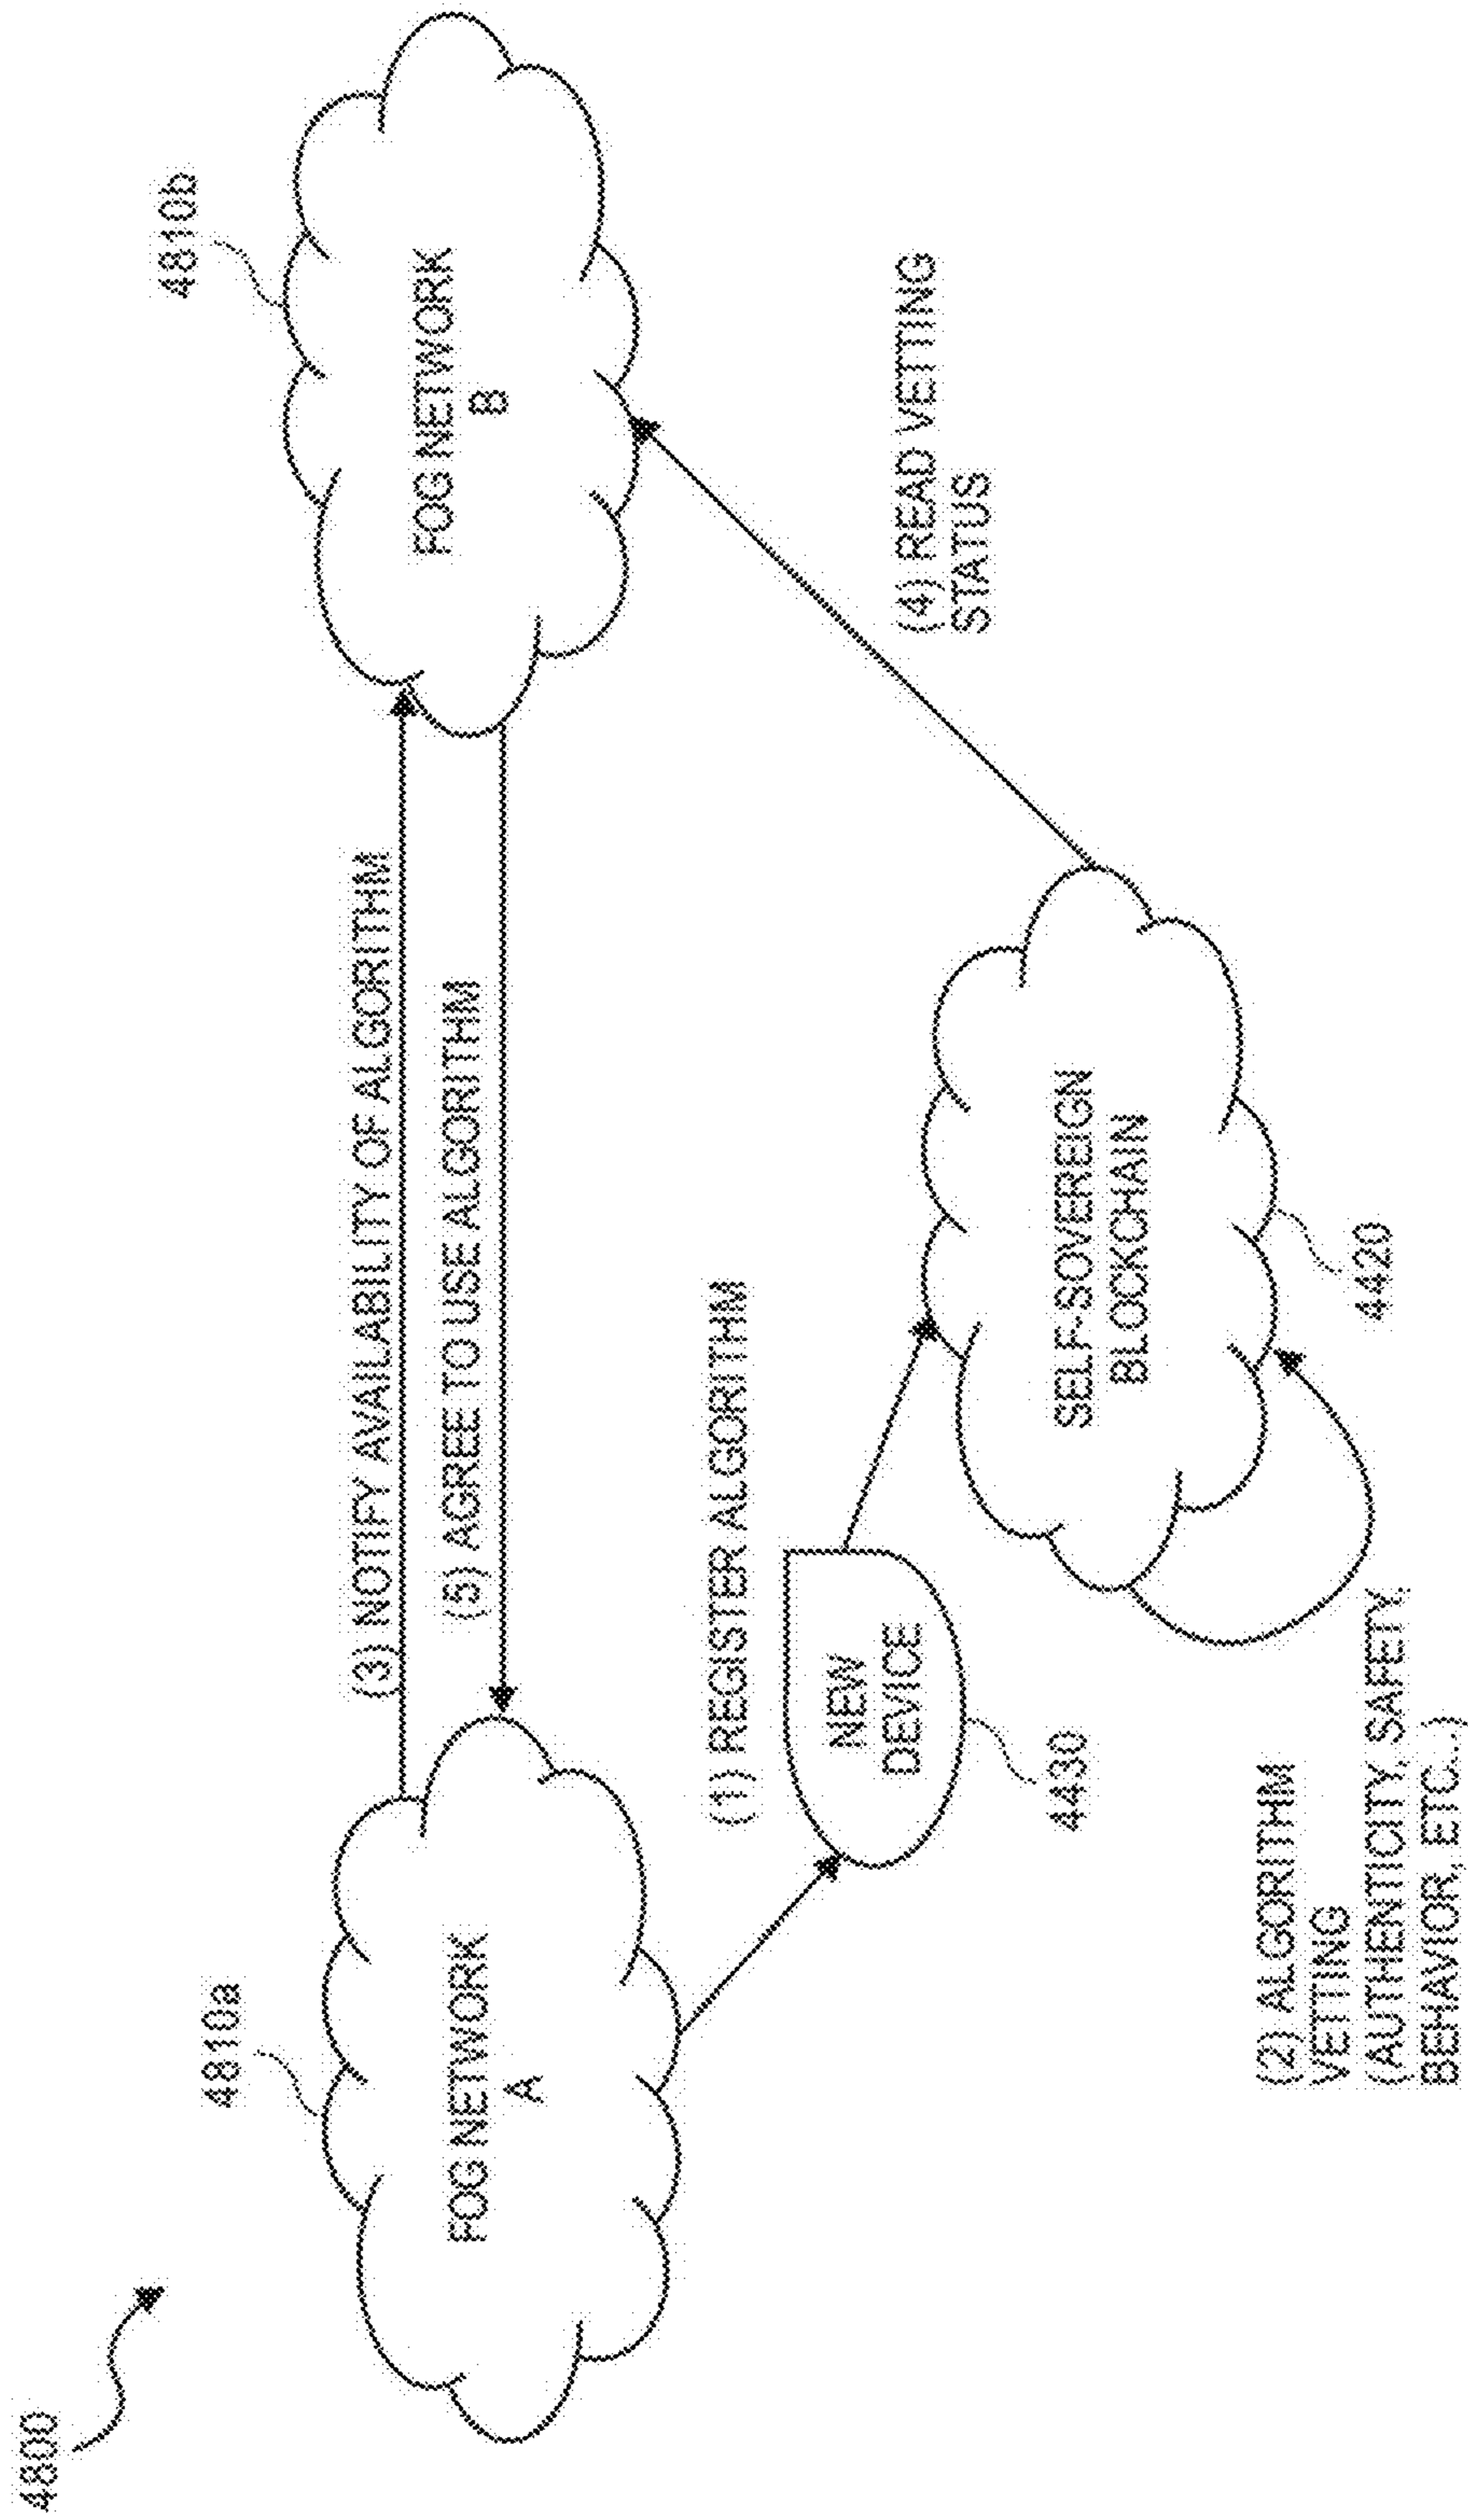 4800
4810a
4810b
FOG NETWORK
A
FOG NETWORK
B
(3) NOTIFY AVAILABILITY OF ALGORITHM
(5) AGREE TO USE ALGORITHM
(1) REGISTER ALGORITHM
NEW
DEVICE
4430
(4) READ VETTING
STATUS
SELF-SOVEREIGN
BLOCKCHAIN
4420
(2) ALGORITHM
VETTING
(AUTHENTICITY, SAFETY,
BEHAVIOR, ETC..)